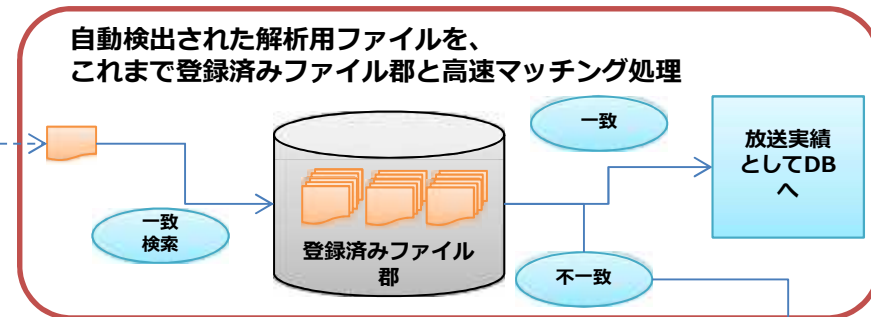 自動検出された解析用ファイルを、
これまで登録済みファイル郡と高速マッチング処理
一致
放送実績
としてDB
へ
一致
検索
登録済みファイル
郡
不一致